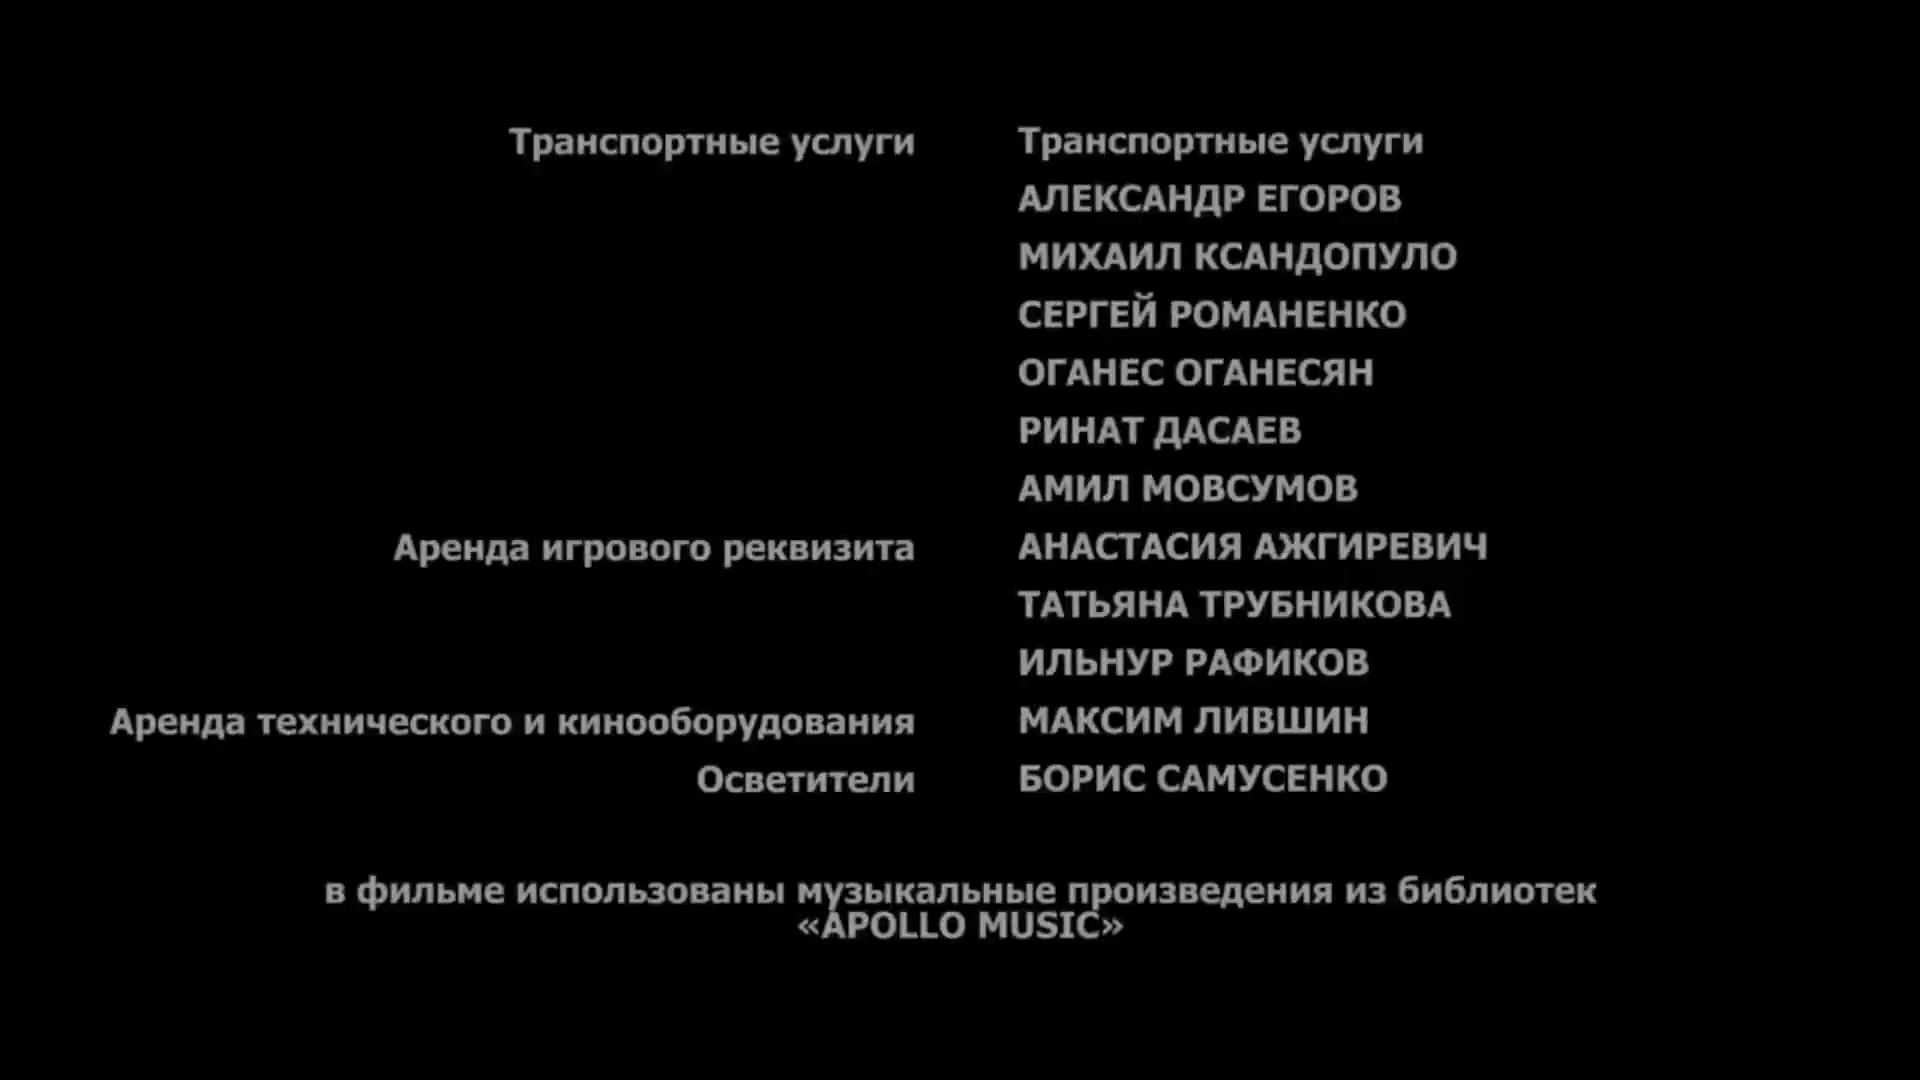 Транспортные услуги Транспортные услуги
АЛЕКСАНДР ЕГОРОВ
МИХАИЛ КСАНДОПУЛО
СЕРГЕЙ РОМАНЕНКО
ОГАНЕС ОГАНЕСЯН
РИНАТ ДАСАЕВ
АМИЛ МОВСУМОВ
Аренда игрового реквизита АНАСТАСИЯ АЖГИРЕВИЧ
ТАТЬЯНА ТРУБНИКОВА
ИЛЬНУР РАФИКОВ
Аренда технического и кинооборудования МАКСИМ ЛИВШИН
Осветители БОРИС САМУСЕНКО
в фильме использованы музыкальные произведения из библиотек
«APOLLO MUSIC»